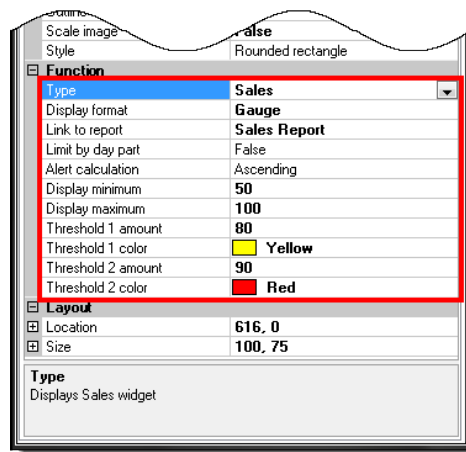 Outline
Scale image False
Style Rounded rectangle
Function
Type Sales
Display format Gauge
Link to report Sales Report
Limit by day part False
Alert calculation Ascending
Display minimum 50
Display maximum 100
Threshold 1 amount 80
Threshold 1 color Yellow
Threshold 2 amount 90
Threshold 2 color Red
Layout
Location 616, 0
Size 100, 75
Type
Displays Sales widget